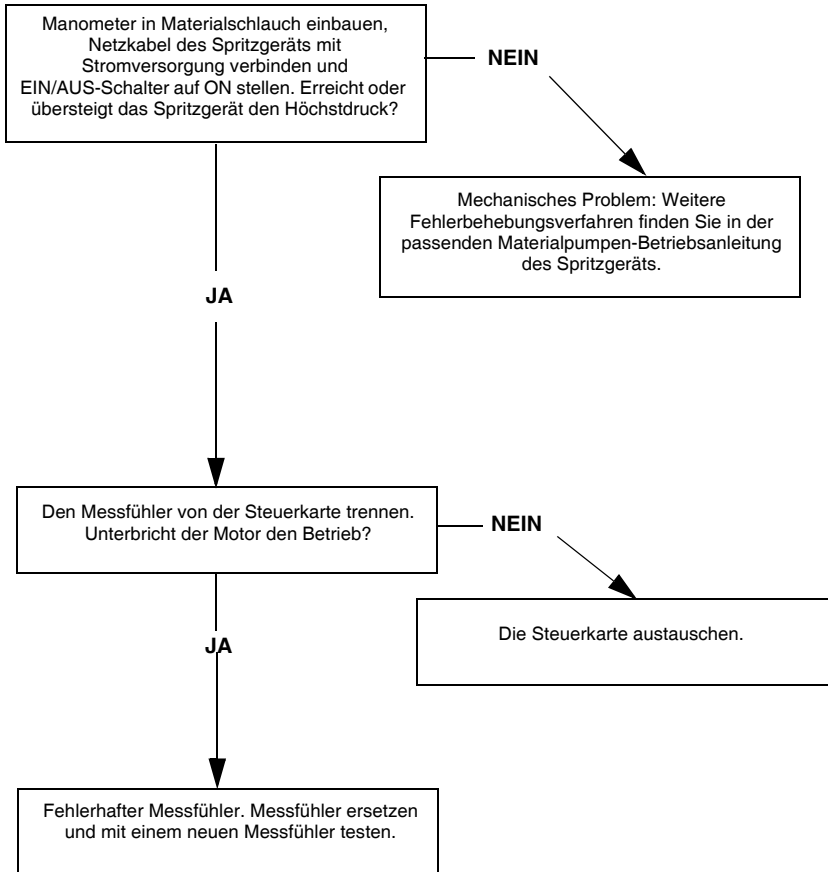 Manometer in Materialschlauch einbauen,
Netzkabel des Spritzgeräts mit
Stromversorgung verbinden und
EIN/AUS-Schalter auf ON stellen. Erreicht oder
übersteigt das Spritzgerät den Höchstdruck?
NEIN
Mechanisches Problem: Weitere
Fehlerbehebungsverfahren finden Sie in der
passenden Materialpumpen-Betriebsanleitung
des Spritzgeräts.
JA
Den Messfühler von der Steuerkarte trennen.
Unterbricht der Motor den Betrieb?
NEIN
Die Steuerkarte austauschen.
JA
Fehlerhafter Messfühler. Messfühler ersetzen
und mit einem neuen Messfühler testen.